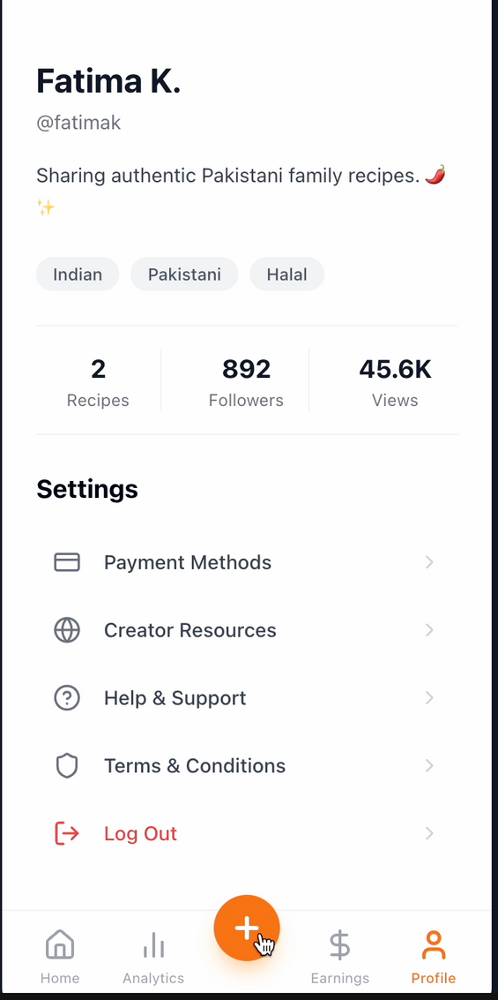 Fatima K.
@fatimak
Sharing authentic Pakistani family recipes. 🌶️
✨
Indian Pakistani Halal
2 892 45.6K
Recipes Followers Views
Settings
Payment Methods
Creator Resources
Help & Support
Terms & Conditions
Log Out
Home Analytics Earnings Profile